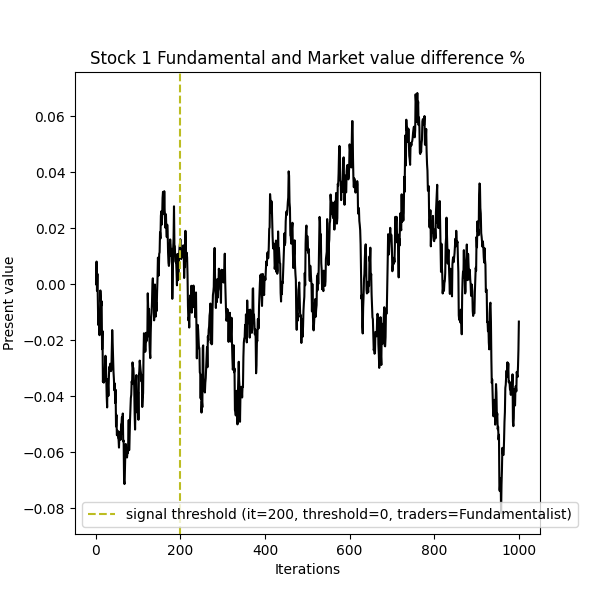 Stock 1 Fundamental and Market value difference %
Present value
0.06
0.04
0.02
0.00
−0.02
−0.04
−0.06
−0.08
signal threshold (it=200, threshold=0, traders=Fundamentalist)
0 200 400 600 800 1000
Iterations